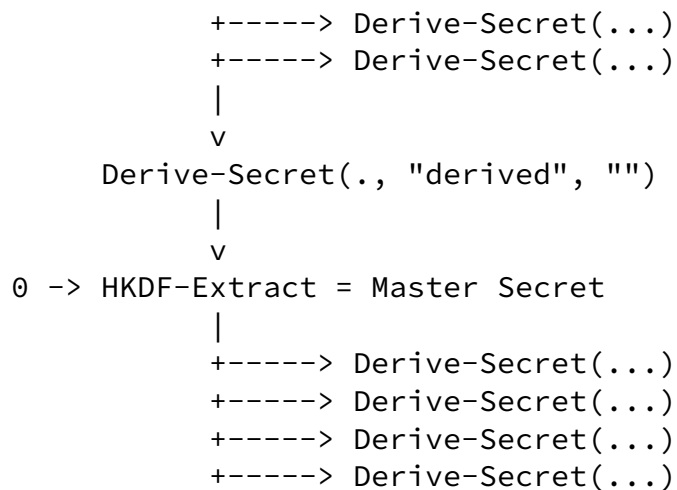 +-----> Derive-Secret(...)
+-----> Derive-Secret(...)
|
v
Derive-Secret(., "derived", "")
|
v
0 -> HKDF-Extract = Master Secret
|
+-----> Derive-Secret(...)
+-----> Derive-Secret(...)
+-----> Derive-Secret(...)
+-----> Derive-Secret(...)